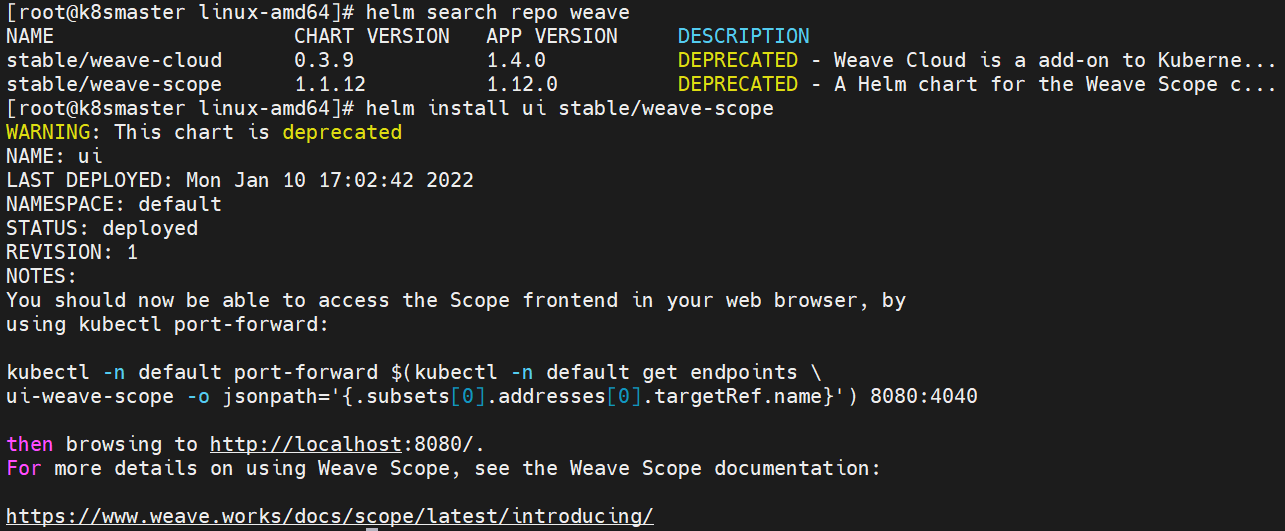 [root@k8smaster linux-amd64]# helm search repo weave
NAME CHART VERSION APP VERSION DESCRIPTION
stable/weave-cloud 0.3.9 1.4.0 DEPRECATED - Weave Cloud is a add-on to Kuberne...
stable/weave-scope 1.1.12 1.12.0 DEPRECATED - A Helm chart for the Weave Scope c...
[root@k8smaster linux-amd64]# helm install ui stable/weave-scope
WARNING: This chart is deprecated
NAME: ui
LAST DEPLOYED: Mon Jan 10 17:02:42 2022
NAMESPACE: default
STATUS: deployed
REVISION: 1
NOTES:
You should now be able to access the Scope frontend in your web browser, by
using kubectl port-forward:
kubectl -n default port-forward $(kubectl -n default get endpoints \
ui-weave-scope -o jsonpath='{.subsets[0].addresses[0].targetRef.name}') 8080:4040
then browsing to http://localhost:8080/.
For more details on using Weave Scope, see the Weave Scope documentation:
https://www.weave.works/docs/scope/latest/introducing/